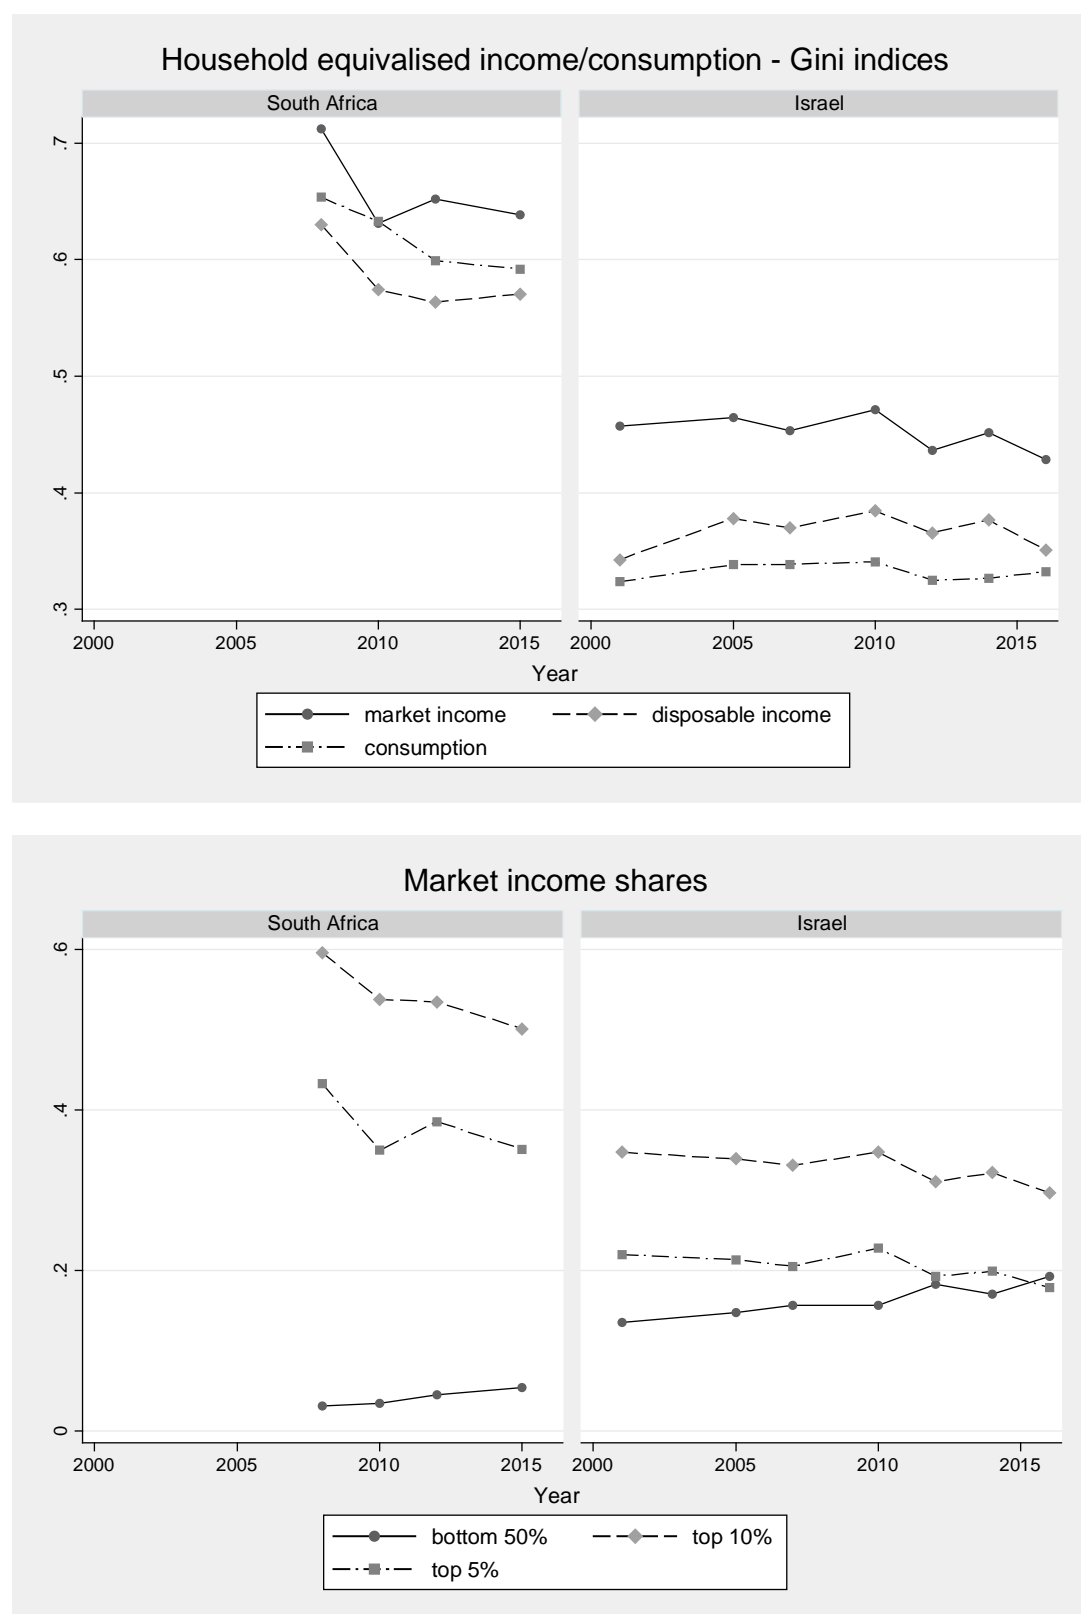 Household equivalised income/consumption - Gini indices
South Africa Israel
.7
.6
.5
.4
.3
2000 2005 2010 2015 2000 2005 2010 2015
Year
market income disposable income
consumption
Market income shares
South Africa Israel
.6
.4
.2
0
2000 2005 2010 2015 2000 2005 2010 2015
Year
bottom 50% top 10%
top 5%